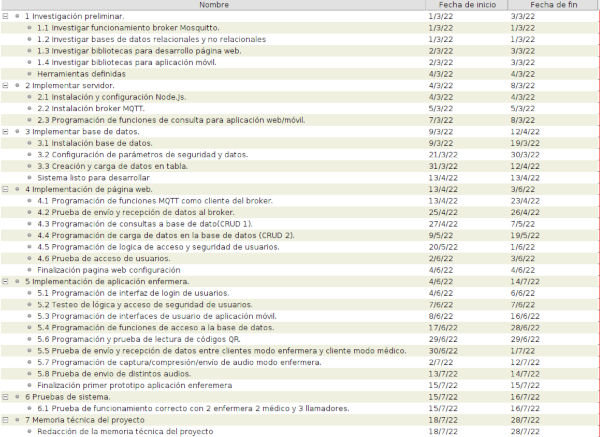 Nombre Fecha de inicio Fecha de fin
1 Investigación preliminar. 1/3/22 3/3/22
1.1 Investigar funcionamiento broker Mosquitto. 1/3/22 1/3/22
1.2 Investigar bases de datos relacionales y no relacionales 1/3/22 1/3/22
1.3 Investigar bibliotecas para desarrollo página web. 2/3/22 3/3/22
1.4 Investigar bibliotecas para aplicación móvil. 2/3/22 3/3/22
Herramientas definidas 4/3/22 4/3/22
2 Implementar servidor. 4/3/22 8/3/22
2.1 Instalación y configuración Node.js. 4/3/22 4/3/22
2.2 Instalación broker MQTT. 5/3/22 5/3/22
2.3 Programación de funciones de consulta para aplicación web/móvil. 7/3/22 8/3/22
3 Implementar base de datos. 9/3/22 12/4/22
3.1 Instalación base de datos. 9/3/22 19/3/22
3.2 Configuración de parámetros de seguridad y datos. 21/3/22 30/3/22
3.3 Creación y carga de datos en tabla. 31/3/22 12/4/22
Sistema listo para desarrollar 13/4/22 13/4/22
4 Implementación de página web. 13/4/22 3/6/22
4.1 Programación de funciones MQTT como cliente del broker. 13/4/22 23/4/22
4.2 Prueba de envío y recepción de datos al broker. 25/4/22 26/4/22
4.3 Programación de consultas a base de dato(CRUD 1). 27/4/22 7/5/22
4.4 Programación de carga de datos en la base de datos (CRUD 2). 9/5/22 19/5/22
4.5 Programación de logica de acceso y seguridad de usuarios. 20/5/22 1/6/22
4.6 Prueba de acceso de usuarios. 2/6/22 3/6/22
Finalización pagina web configuración 4/6/22 4/6/22
5 Implementación de aplicación enfermera. 4/6/22 14/7/22
5.1 Programación de interfaz de login de usuarios. 4/6/22 6/6/22
5.2 Testeo de lógica y acceso de seguridad de usuarios. 7/6/22 7/6/22
5.3 Programación de interfaces de usuario de aplicación móvil. 8/6/22 16/6/22
5.4 Programación de funciones de acceso a la base de datos. 17/6/22 28/6/22
5.6 Programación y prueba de lectura de códigos QR. 29/6/22 29/6/22
5.5 Prueba de envío y recepción de datos entre clientes modo enfermera y cliente modo médico. 30/6/22 1/7/22
5.7 Programación de captura/compresión/envío de audio modo enfermera. 2/7/22 12/7/22
5.8 Prueba de envio de distintos audios. 13/7/22 14/7/22
Finalización primer prototipo aplicación enferemera 15/7/22 15/7/22
6 Pruebas de sistema. 15/7/22 16/7/22
6.1 Prueba de funcionamiento correcto con 2 enfermera 2 médico y 3 llamadores. 15/7/22 16/7/22
7 Memoria técnica del proyecto 18/7/22 28/7/22
Redacción de la memoria técnica del proyecto 18/7/22 28/7/22